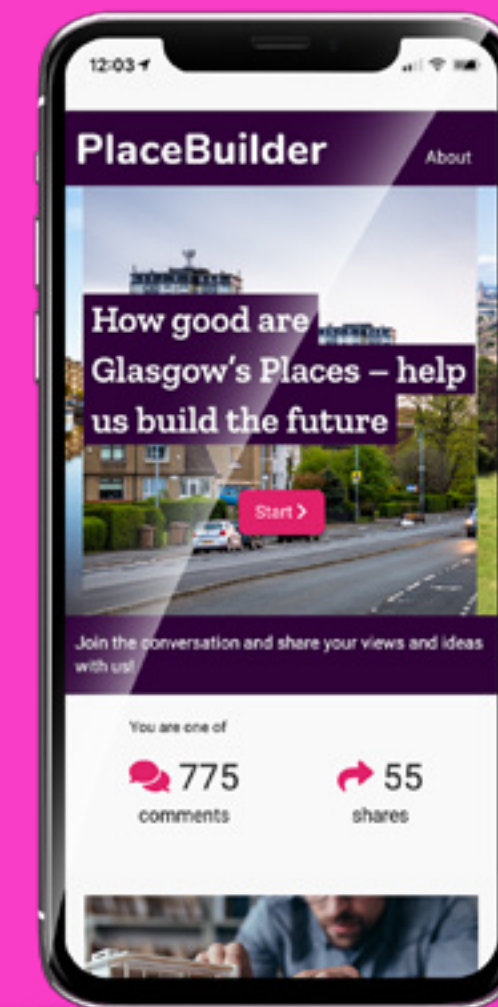 12:03
PlaceBuilder
About
How good are
Glasgow's Places – help
us build the future
Start
Join the conversation and share your views and ideas
with us!
You are one of
775
comments
55
shares